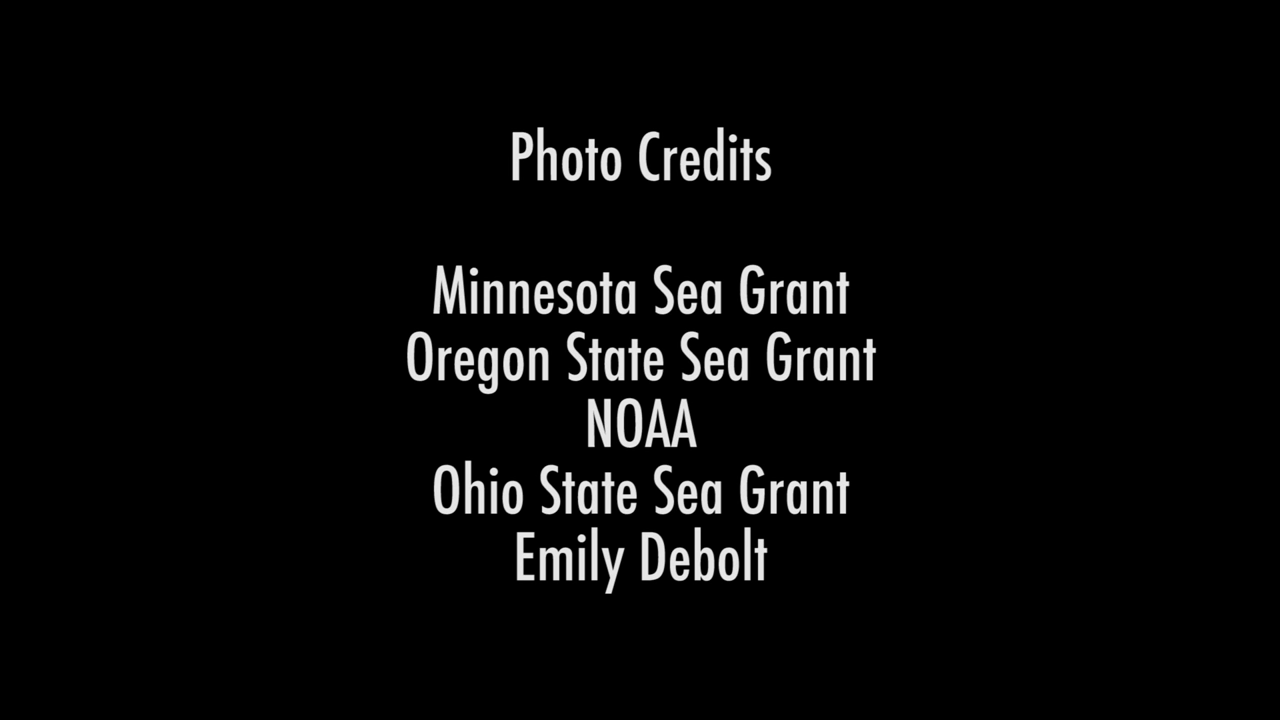 Photo Credits
Minnesota Sea Grant
Oregon State Sea Grant
NOAA
Ohio State Sea Grant
Emily Debolt